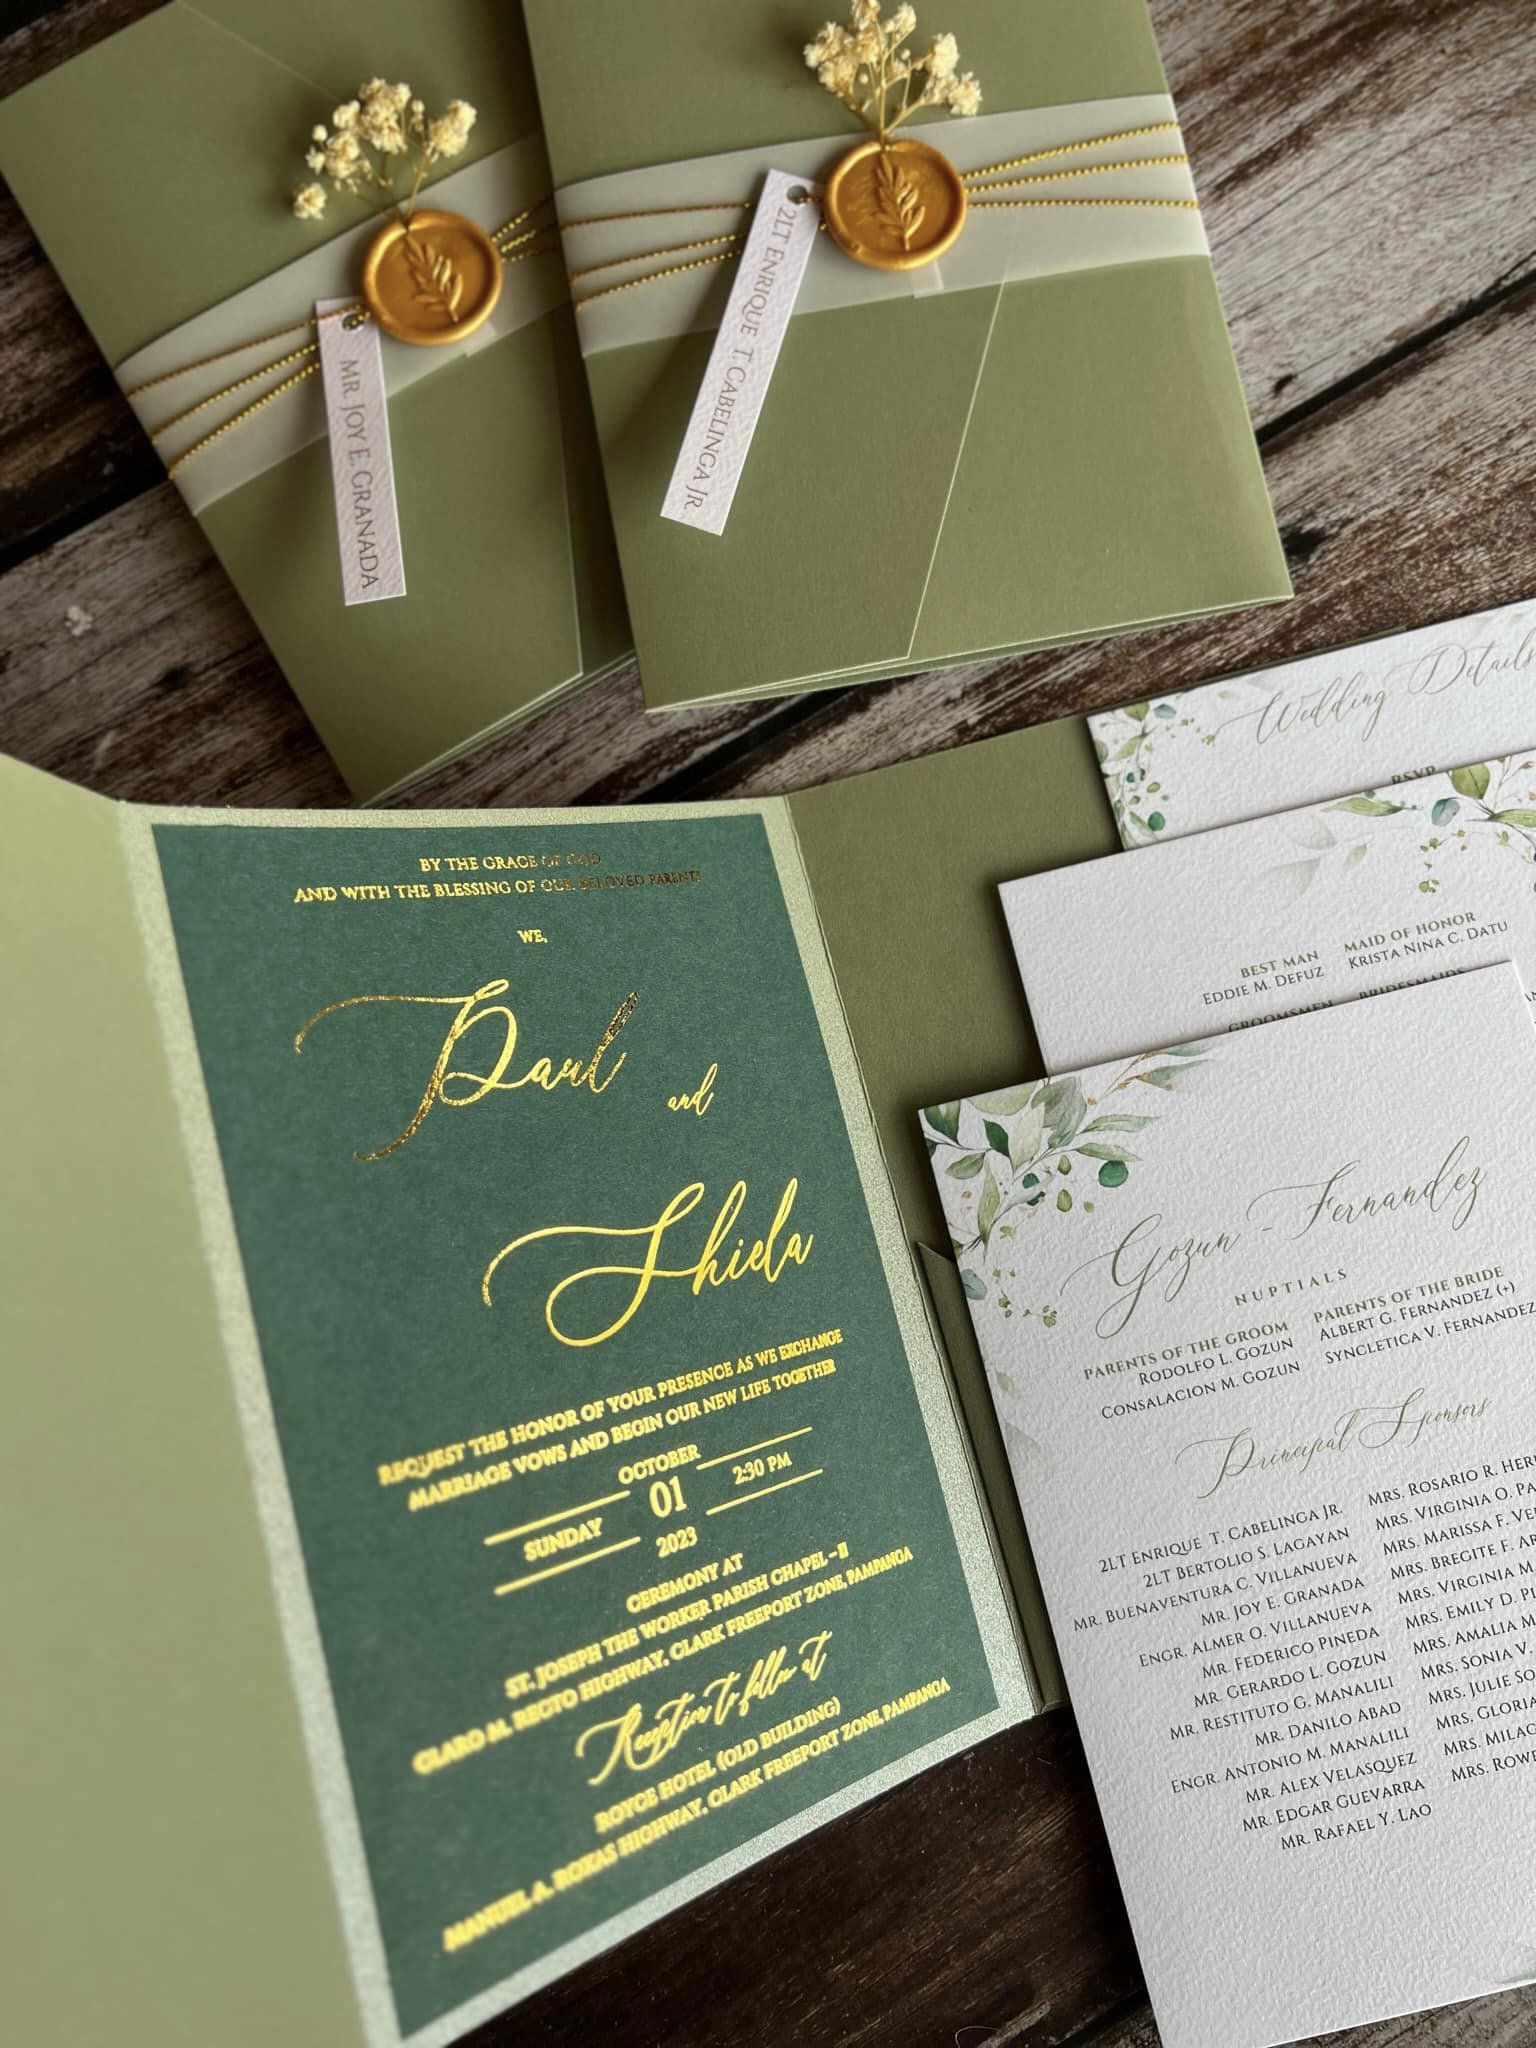 MR. JOY E. GRANADA
2LT ENRIQUE T. CABELINGA JR.
BY THE GRACE OF GOD
AND WITH THE BLESSING OF OUR BELOVED PARENTS
WE,
Paul
and
Shiela
REQUEST THE HONOR OF YOUR PRESENCE AS WE EXCHANGE
MARRIAGE VOWS AND BEGIN OUR NEW LIFE TOGETHER
OCTOBER
SUNDAY 01 2:30 PM
2023
CEREMONY AT
ST. JOSEPH THE WORKER PARISH CHAPEL - II
CLARO M. RECTO HIGHWAY, CLARK FREEPORT ZONE, PAMPANGA
Reception to follow at
ROYCE HOTEL (OLD BUILDING)
MANUEL A. ROXAS HIGHWAY, CLARK FREEPORT ZONE, PAMPANGA
Wedding Details
RSVP
BEST MAN
EDDIE M. DEFUZ
MAID OF HONOR
KRISTA NINA C. DATU
GROOMSMEN
BRIDESMAIDS
Gozun - Fernandez
NUPTIALS
PARENTS OF THE GROOM
RODOLFO L. GOZUN
CONSALACION M. GOZUN
PARENTS OF THE BRIDE
ALBERT G. FERNANDEZ (+)
SYNCLETICA V. FERNANDEZ
Principal Sponsors
2LT ENRIQUE T. CABELINGA JR.
2LT BERTOLIO S. LAGAYAN
MR. BUENAVENTURA C. VILLANUEVA
MR. JOY E. GRANADA
ENGR. ALMER O. VILLANUEVA
MR. FEDERICO PINEDA
MR. GERARDO L. GOZUN
MR. RESTITUTO G. MANALILI
MR. DANILO ABAD
ENGR. ANTONIO M. MANALILI
MR. ALEX VELASQUEZ
MR. EDGAR GUEVARRA
MR. RAFAEL Y. LAO
MRS. ROSARIO R.
MRS. VIRGINIA O.
MRS. MARISSA F.
MRS. BREGITE F.
MRS. VIRGINIA M.
MRS. EMILY D.
MRS. AMALIA
MRS. SONIA V.
MRS. JULIE
MRS. GLORIA
MRS.
MRS.